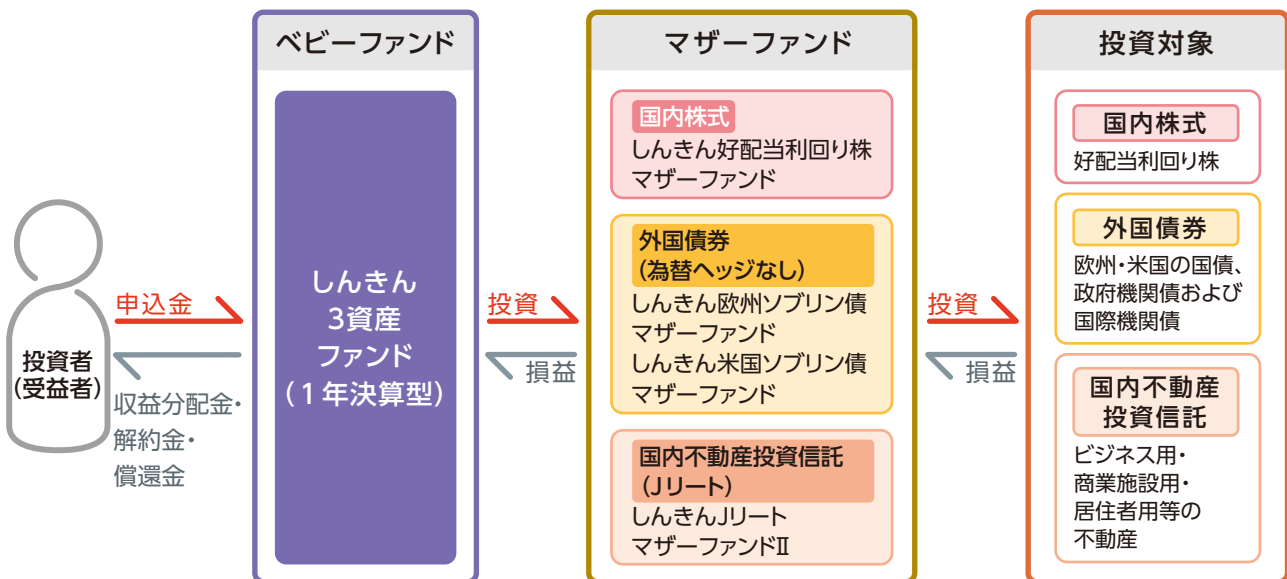 投資者
(受益者)
申込金
収益分配金・
解約金・
償還金
ベビーファンド
しんきん
3資産
ファンド
(1年決算型)
投資
損益
マザーファンド
国内株式
しんきん好配当利回り株
マザーファンド
外国債券
(為替ヘッジなし)
しんきん欧州ソブリン債
マザーファンド
しんきん米国ソブリン債
マザーファンド
国内不動産投資信託
(Jリート)
しんきんJリート
マザーファンドⅡ
投資
損益
投資対象
国内株式
好配当利回り株
外国債券
欧州・米国の国債、
政府機関債および
国際機関債
国内不動産
投資信託
ビジネス用・
商業施設用・
居住者用等の
不動産